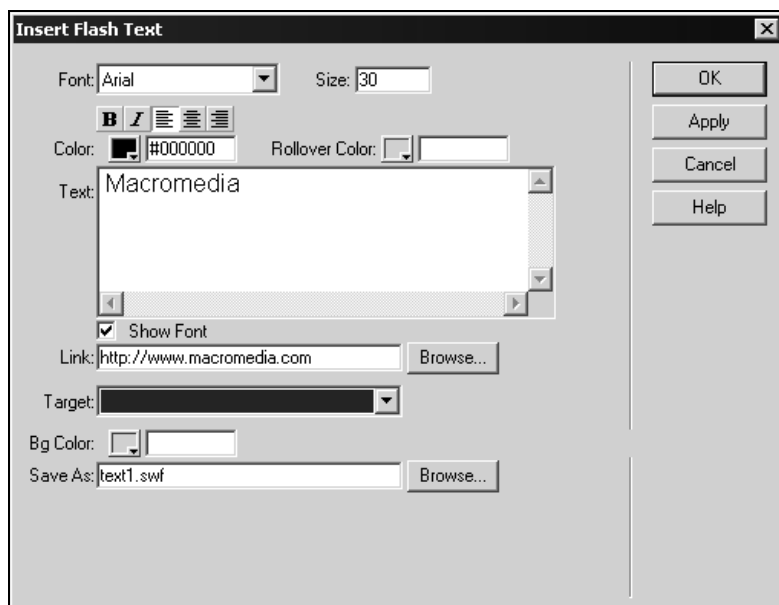 Insert Flash Text
Font: Arial Size: 30 OK
B I Apply
Color: #000000 Rollover Color: Cancel
Text: Macromedia Help
Show Font
Link: http://www.macromedia.com Browse...
Target:
Bg Color:
Save As: text1.swf Browse...